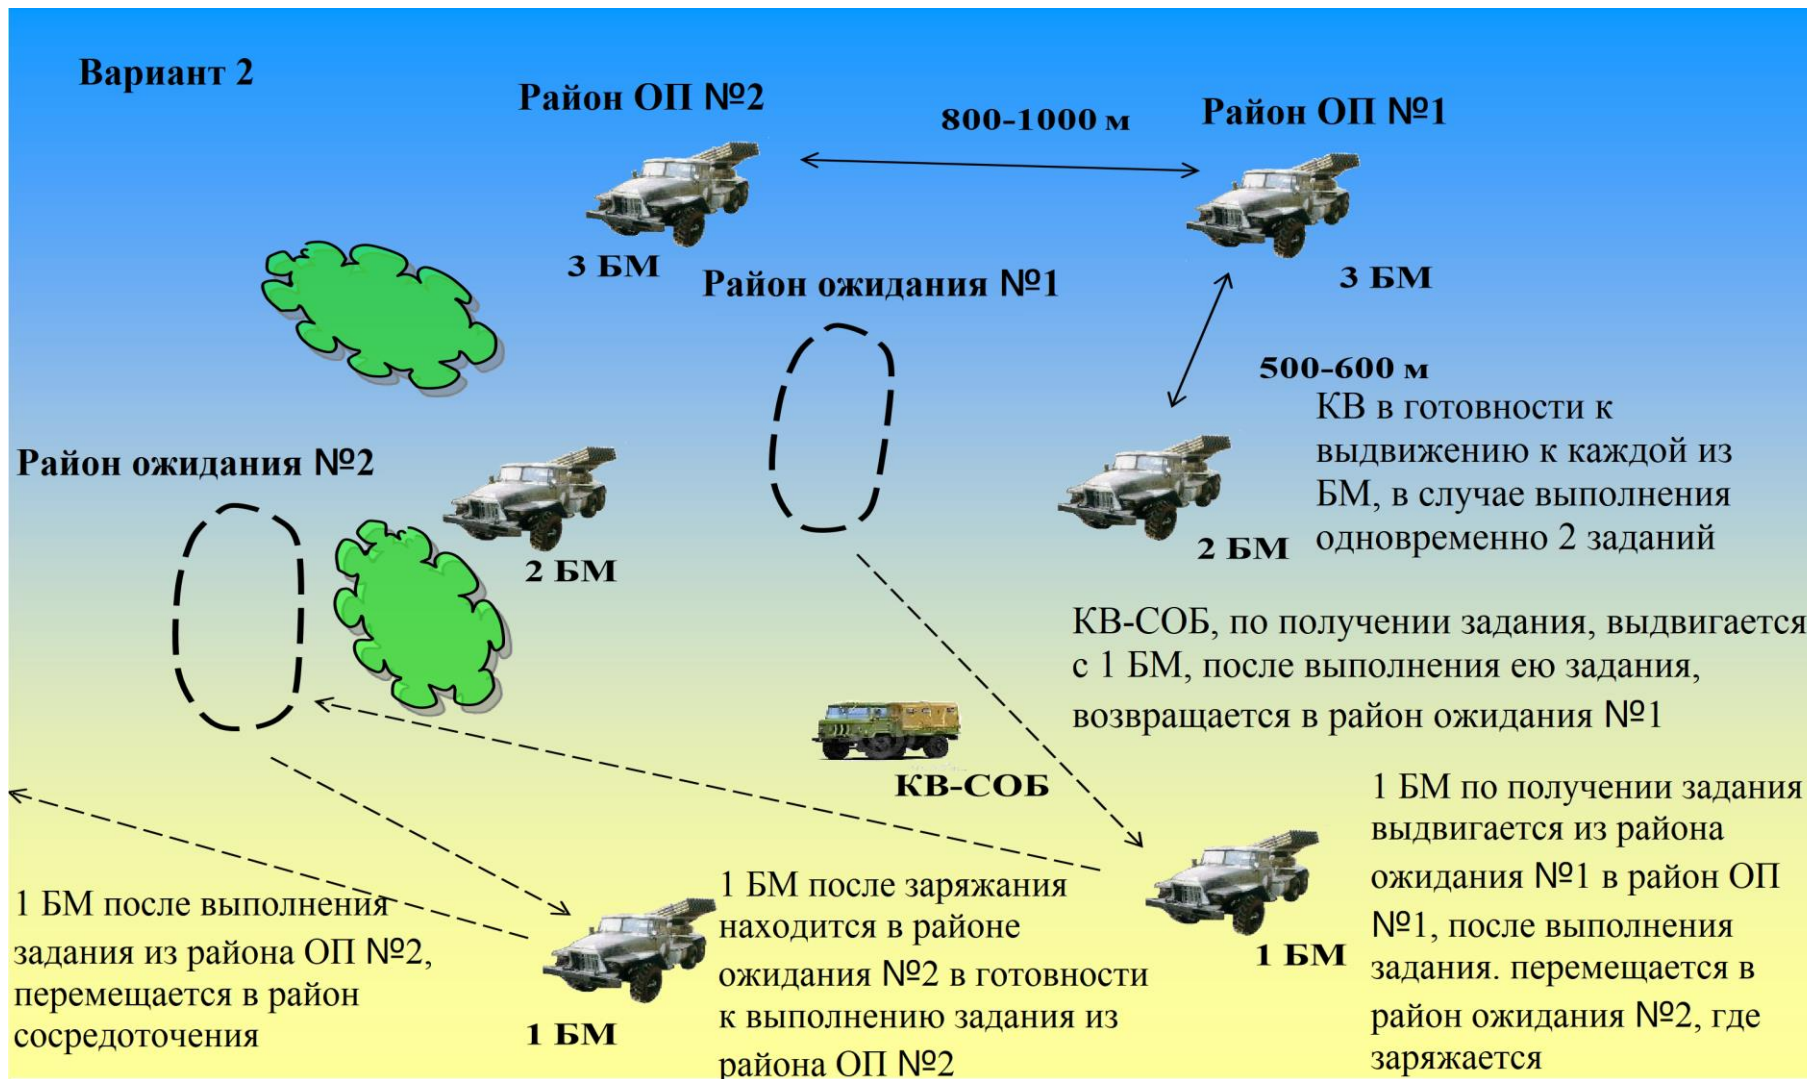 Вариант 2
Район ОП №2
800-1000 м
Район ОП №1
3 БМ
3 БМ
Район ожидания №1
500-600 м
КВ в готовности к
выдвижению к каждой из
БМ, в случае выполнения
одновременно 2 заданий
Район ожидания №2
2 БМ
2 БМ
КВ-СОБ, по получении задания, выдвигается
с 1 БМ, после выполнения ею задания,
возвращается в район ожидания №1
КВ-СОБ
1 БМ по получении задания
выдвигается из района
ожидания №1 в район ОП
№1, после выполнения
задания. перемещается в
район ожидания №2, где
заряжается
1 БМ
1 БМ после заряжания
находится в районе
ожидания №2 в готовности
к выполнению задания из
района ОП №2
1 БМ
1 БМ после выполнения
задания из района ОП №2,
перемещается в район
сосредоточения